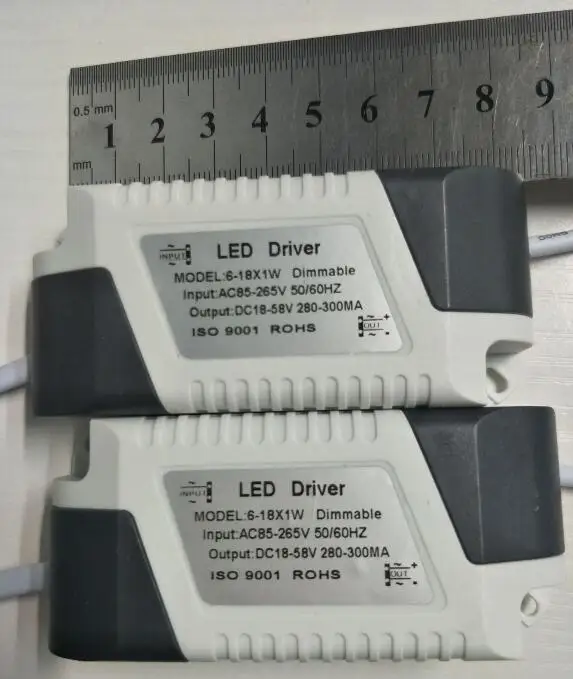 0.5 mm
1 2 3 4 5 6 7 8 9
mm
LED Driver
INPUT
MODEL:6-18X1W Dimmable
Input:AC85-265V 50/60HZ
Output:DC18-58V 280-300MA
ISO 9001 ROHS
OUT
LED Driver
INPUT
MODEL:6-18X1W Dimmable
Input:AC85-265V 50/60HZ
Output:DC18-58V 280-300MA
ISO 9001 ROHS
OUT